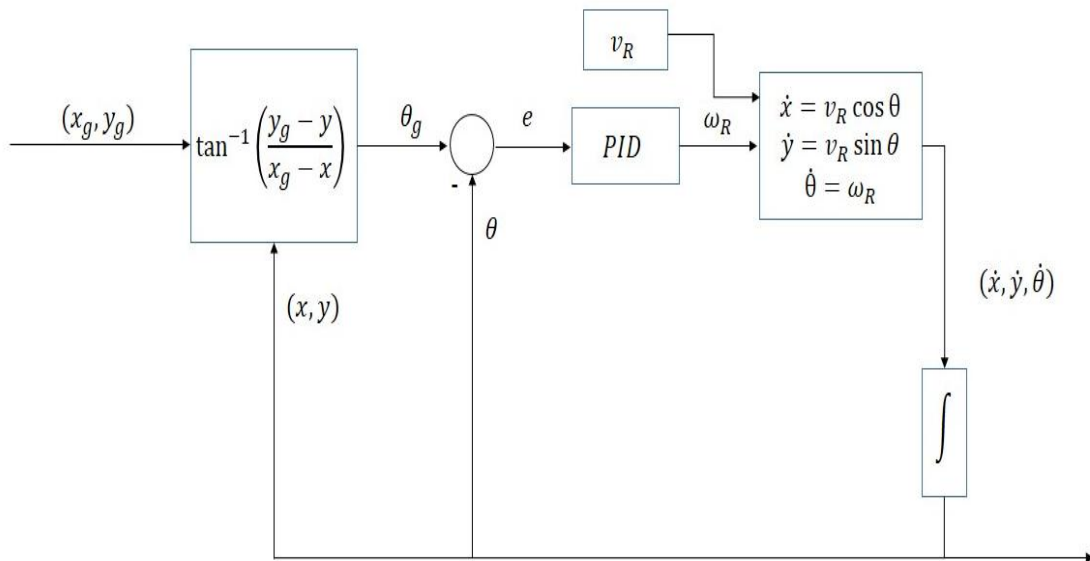 (x_g, y_g)
tan⁻¹((y_g − y)/(x_g − x))
θ_g
-
e
PID
v_R
ω_R
ẋ = v_R cos θ
ẏ = v_R sin θ
θ̇ = ω_R
θ
(x, y)
(ẋ, ẏ, θ̇)
∫